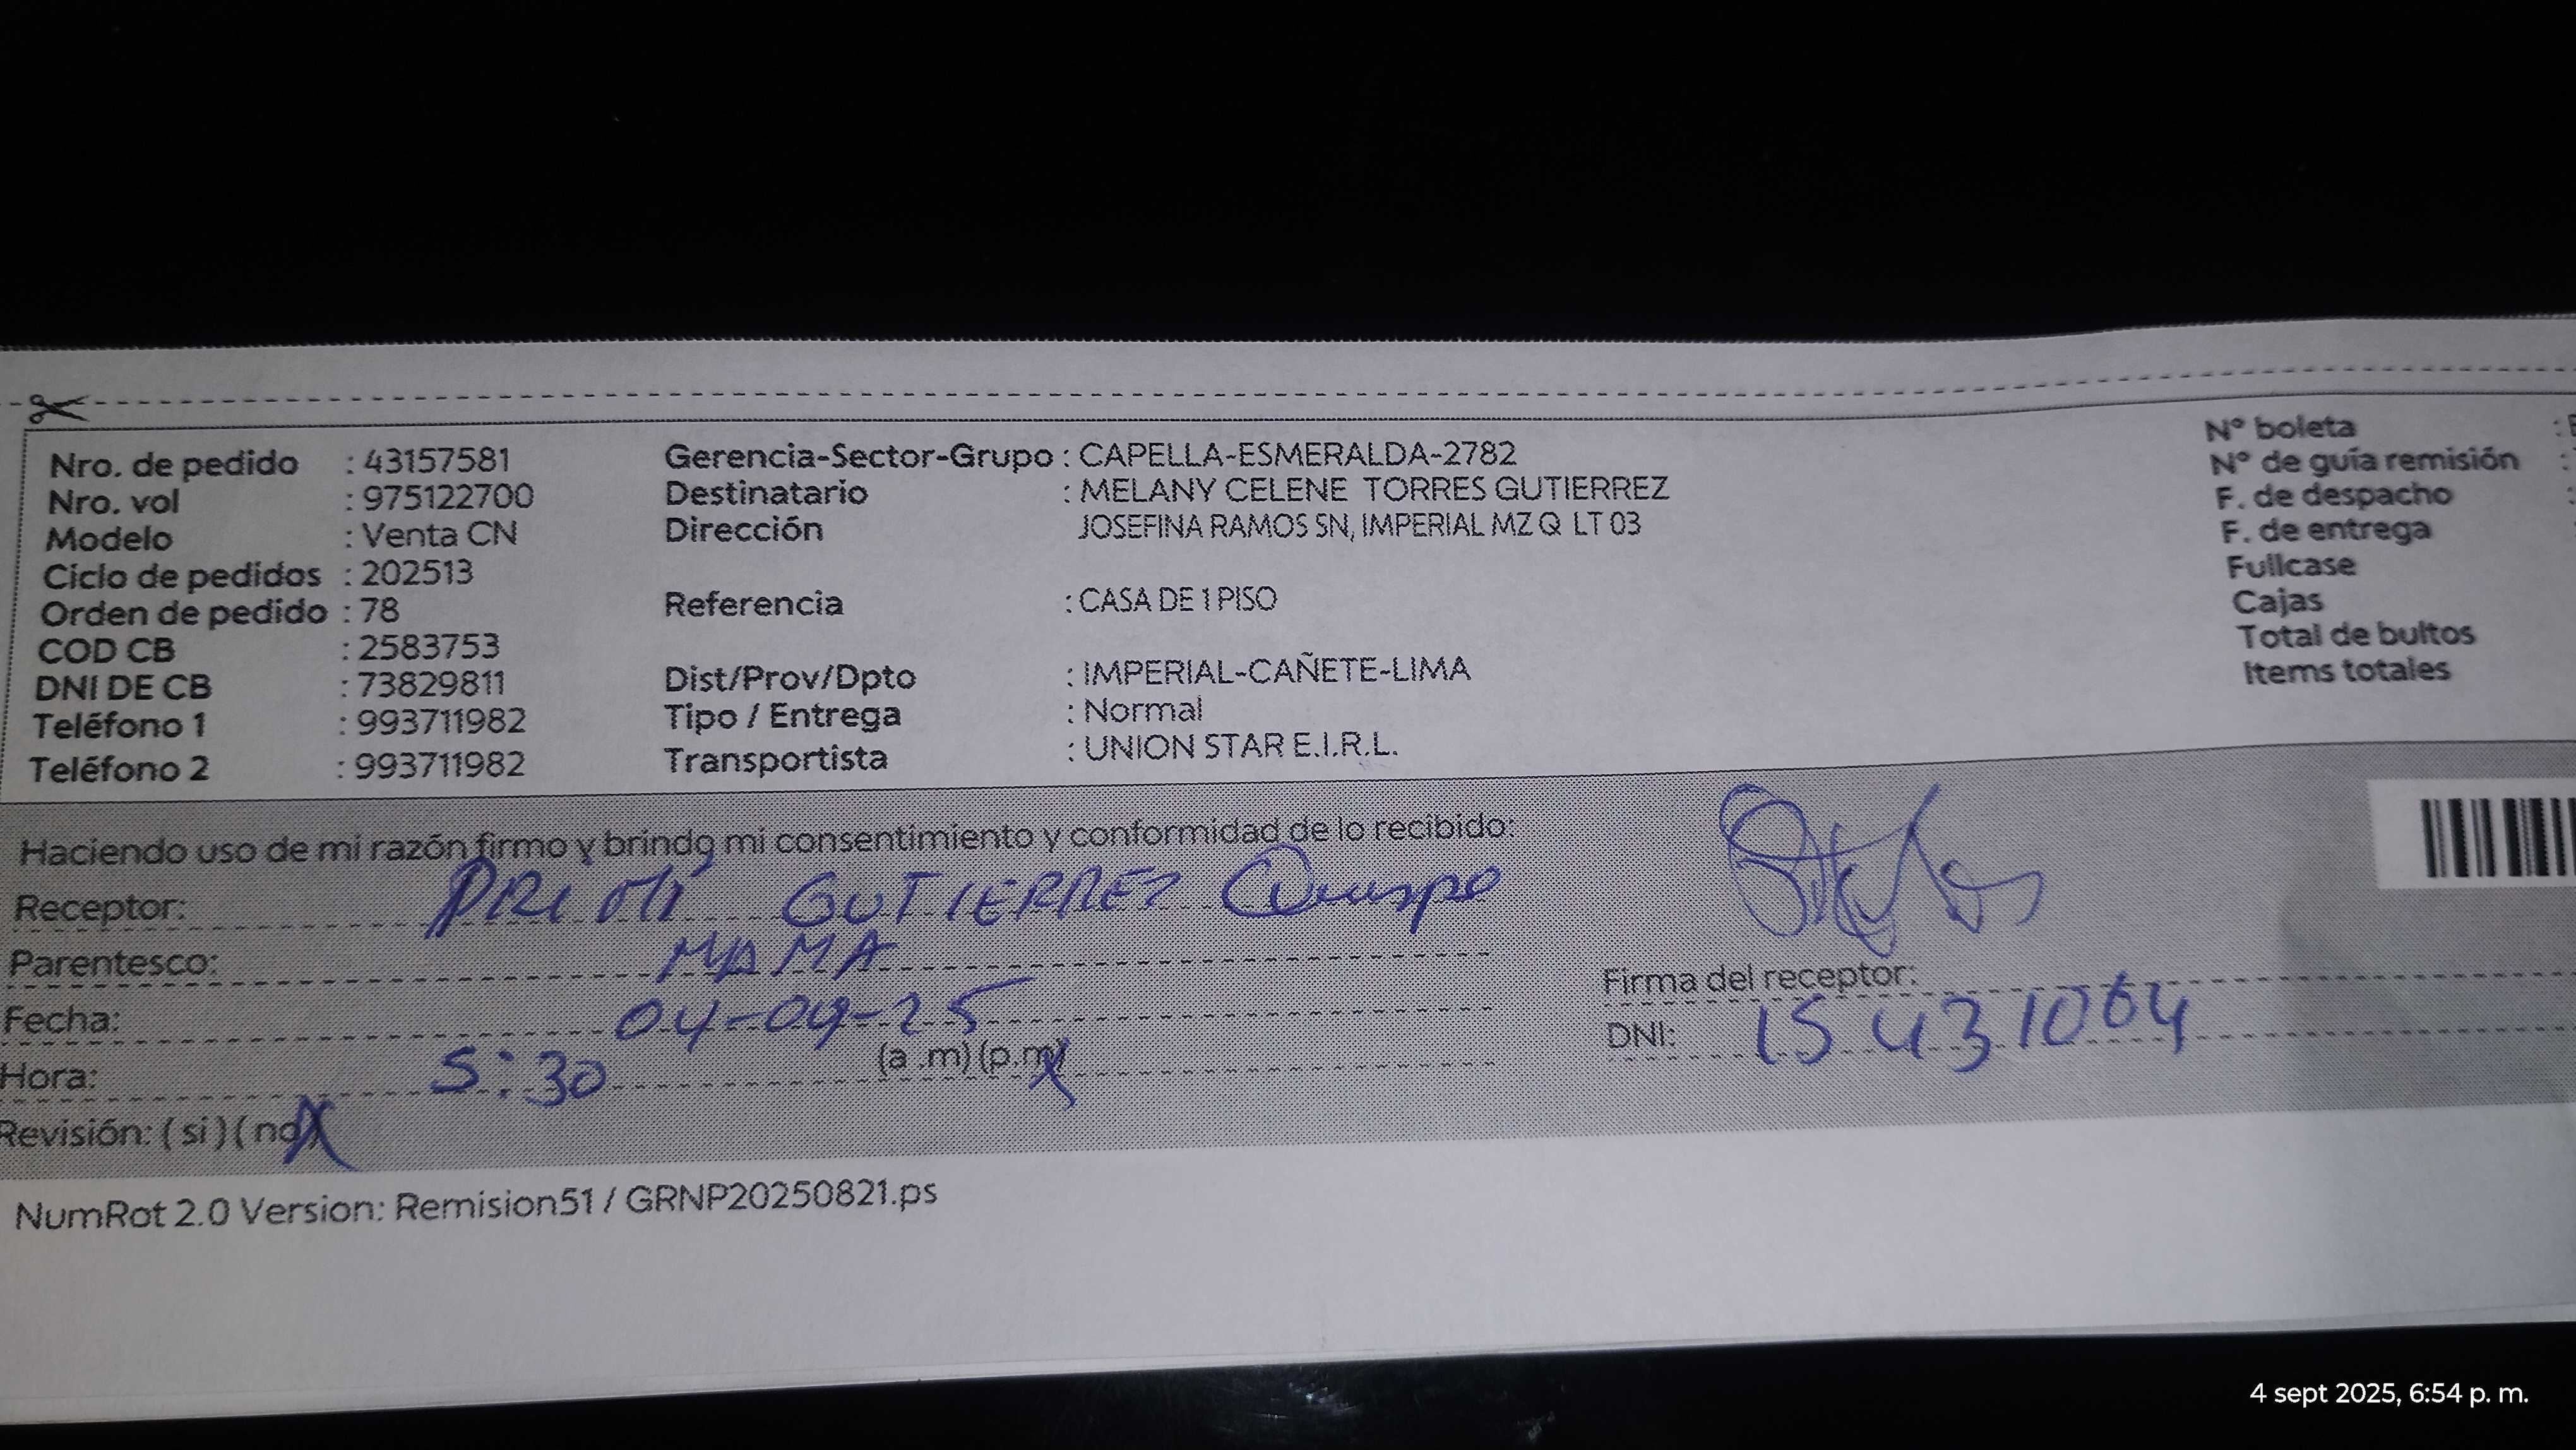 Nro. de pedido : 43157581
Nro. vol : 975122700
Modelo : Venta CN
Ciclo de pedidos : 202513
Orden de pedido : 78
COD CB : 2583753
DNI DE CB : 73829811
Teléfono 1 : 993711982
Teléfono 2 : 993711982
Gerencia-Sector-Grupo : CAPELLA-ESMERALDA-2782
Destinatario : MELANY CELENE TORRES GUTIERREZ
Dirección JOSEFINA RAMOS SN, IMPERIAL MZ Q LT 03
Referencia : CASA DE 1 PISO
Dist/Prov/Dpto : IMPERIAL-CAÑETE-LIMA
Tipo / Entrega : Normal
Transportista : UNION STAR E.I.R.L.
N° boleta :
N° de guía remisión :
F. de despacho :
F. de entrega
Fullcase
Cajas
Total de bultos
Items totales
Haciendo uso de mi razón firmo y brindo mi consentimiento y conformidad de lo recibido:
Receptor: GUTIERREZ
Parentesco: MAMA
Fecha: 04-09-25
Hora: 5:30 (a .m) (p.m)
Revisión: ( si ) ( no )
Firma del receptor:
DNI: 15431064
NumRot 2.0 Version: Remision51 / GRNP20250821.ps
4 sept 2025, 6:54 p. m.